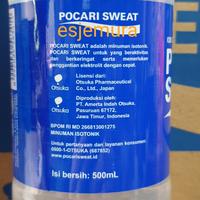 POCARI SWEAT
esjemura
POCARI SWEAT adalah minuman isotonik.
POCARI SWEAT untuk yang beraktivitas
dan berkeringat serta memerlukan
penggantian elektrolit dengan cepat.
Otsuka
Lisensi dari:
Otsuka Pharmaceutical
Co., Ltd., Japan
Otsuka
Diproduksi oleh:
PT. Amerta Indah Otsuka,
Pasuruan 67172,
Jawa Timur, Indonesia.
BPOM RI MD 266813001275
MINUMAN ISOTONIK
Untuk pertanyaan dan layanan konsumen:
0800-1-OTSUKA (687852)
www.pocarisweat.id
Isi bersih: 500mL